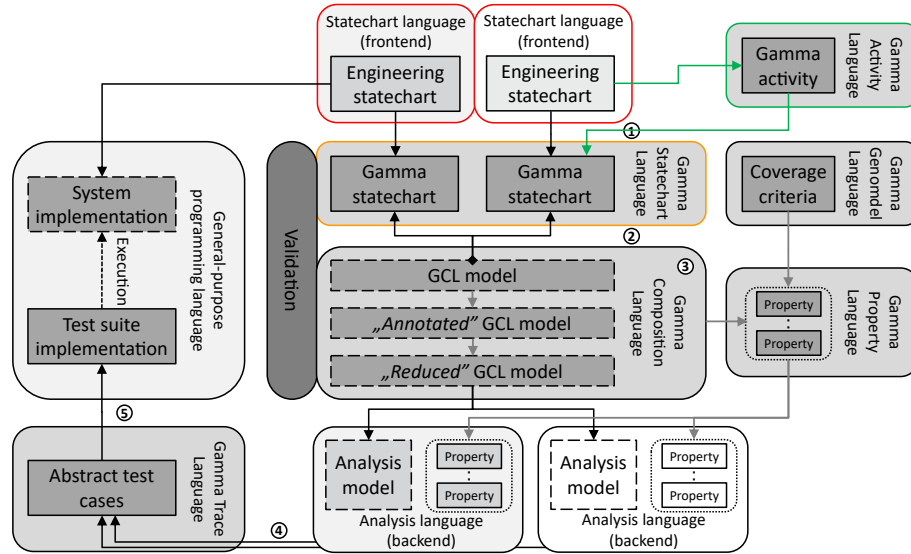 Statechart language
(frontend)
Engineering
statechart
Statechart language
(frontend)
Engineering
statechart
Gamma
activity
Gamma
Activity
Language
①
System
implementation
Execution
Test suite
implementation
General-purpose
programming language
Validation
Gamma
statechart
Gamma
statechart
Gamma
Statechart
Language
Coverage
criteria
Gamma
Genomdel
Language
②
③
GCL model
„Annotated” GCL model
„Reduced” GCL model
Gamma
Composition
Language
Property
⋮
Property
Gamma
Property
Language
⑤
Abstract test
cases
Gamma Trace
Language
④
Analysis
model
Property
⋮
Property
Analysis language
(backend)
Analysis
model
Property
⋮
Property
Analysis language
(backend)